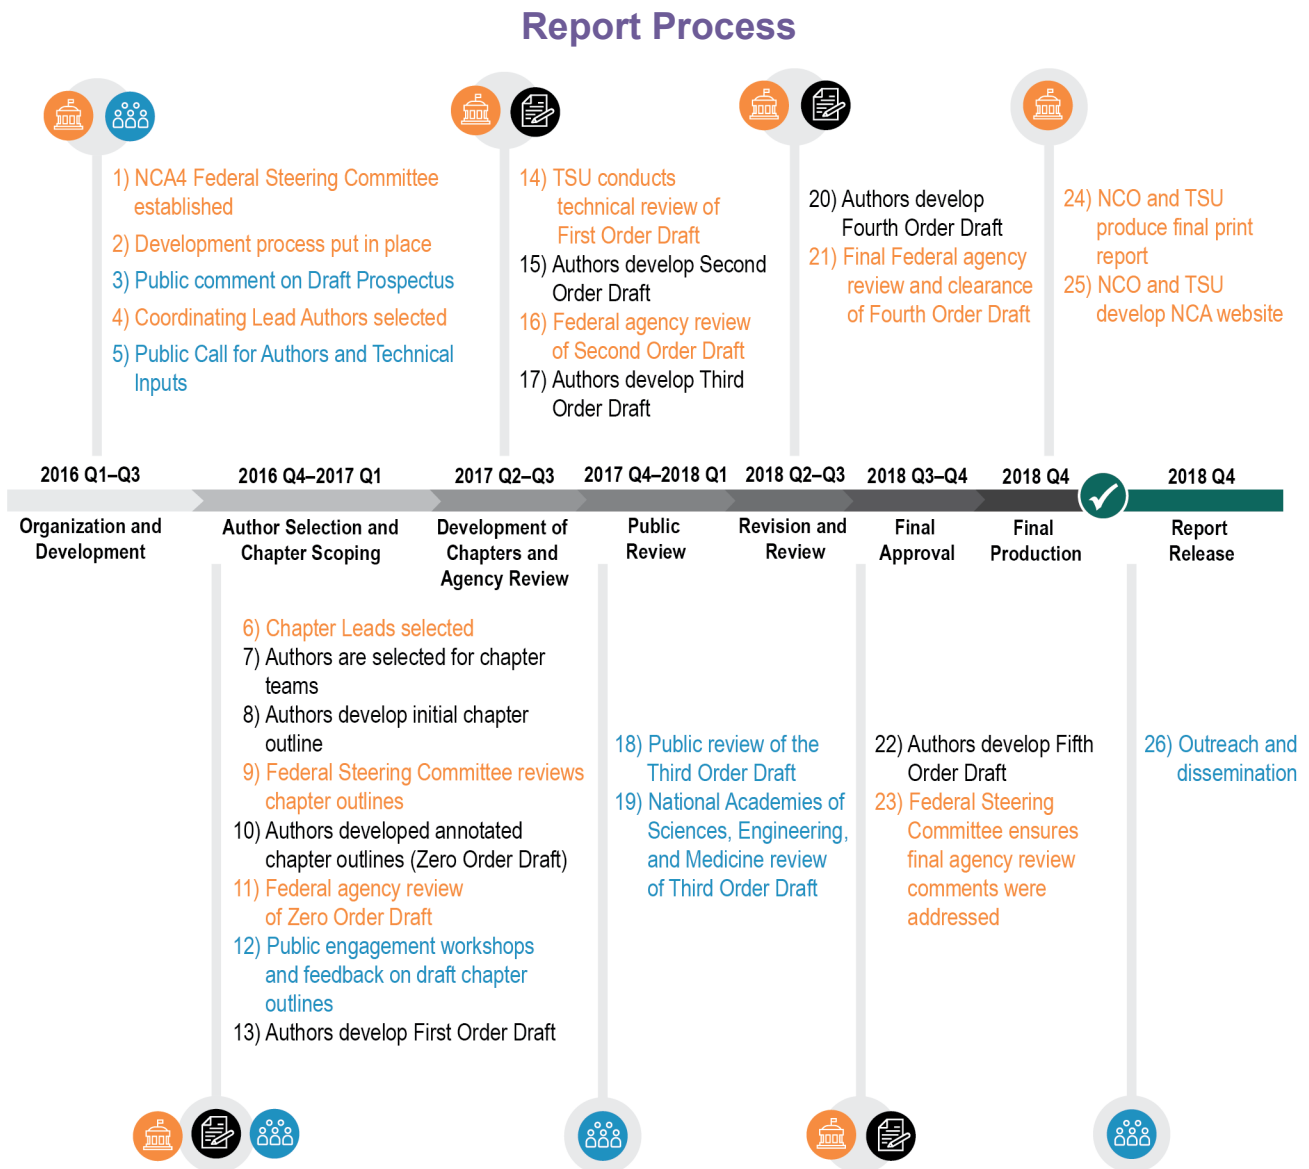 Report Process
1) NCA4 Federal Steering Committee
established
2) Development process put in place
3) Public comment on Draft Prospectus
4) Coordinating Lead Authors selected
5) Public Call for Authors and Technical
Inputs
14) TSU conducts
technical review of
First Order Draft
15) Authors develop Second
Order Draft
16) Federal agency review
of Second Order Draft
17) Authors develop Third
Order Draft
20) Authors develop
Fourth Order Draft
21) Final Federal agency
review and clearance
of Fourth Order Draft
24) NCO and TSU
produce final print
report
25) NCO and TSU
develop NCA website
2016 Q1–Q3
Organization and
Development
2016 Q4–2017 Q1
Author Selection and
Chapter Scoping
2017 Q2–Q3
Development of
Chapters and
Agency Review
2017 Q4–2018 Q1
Public
Review
2018 Q2–Q3
Revision and
Review
2018 Q3–Q4
Final
Approval
2018 Q4
Final
Production
2018 Q4
Report
Release
6) Chapter Leads selected
7) Authors are selected for chapter
teams
8) Authors develop initial chapter
outline
9) Federal Steering Committee reviews
chapter outlines
10) Authors developed annotated
chapter outlines (Zero Order Draft)
11) Federal agency review
of Zero Order Draft
12) Public engagement workshops
and feedback on draft chapter
outlines
13) Authors develop First Order Draft
18) Public review of the
Third Order Draft
19) National Academies of
Sciences, Engineering,
and Medicine review
of Third Order Draft
22) Authors develop Fifth
Order Draft
23) Federal Steering
Committee ensures
final agency review
comments were
addressed
26) Outreach and
dissemination